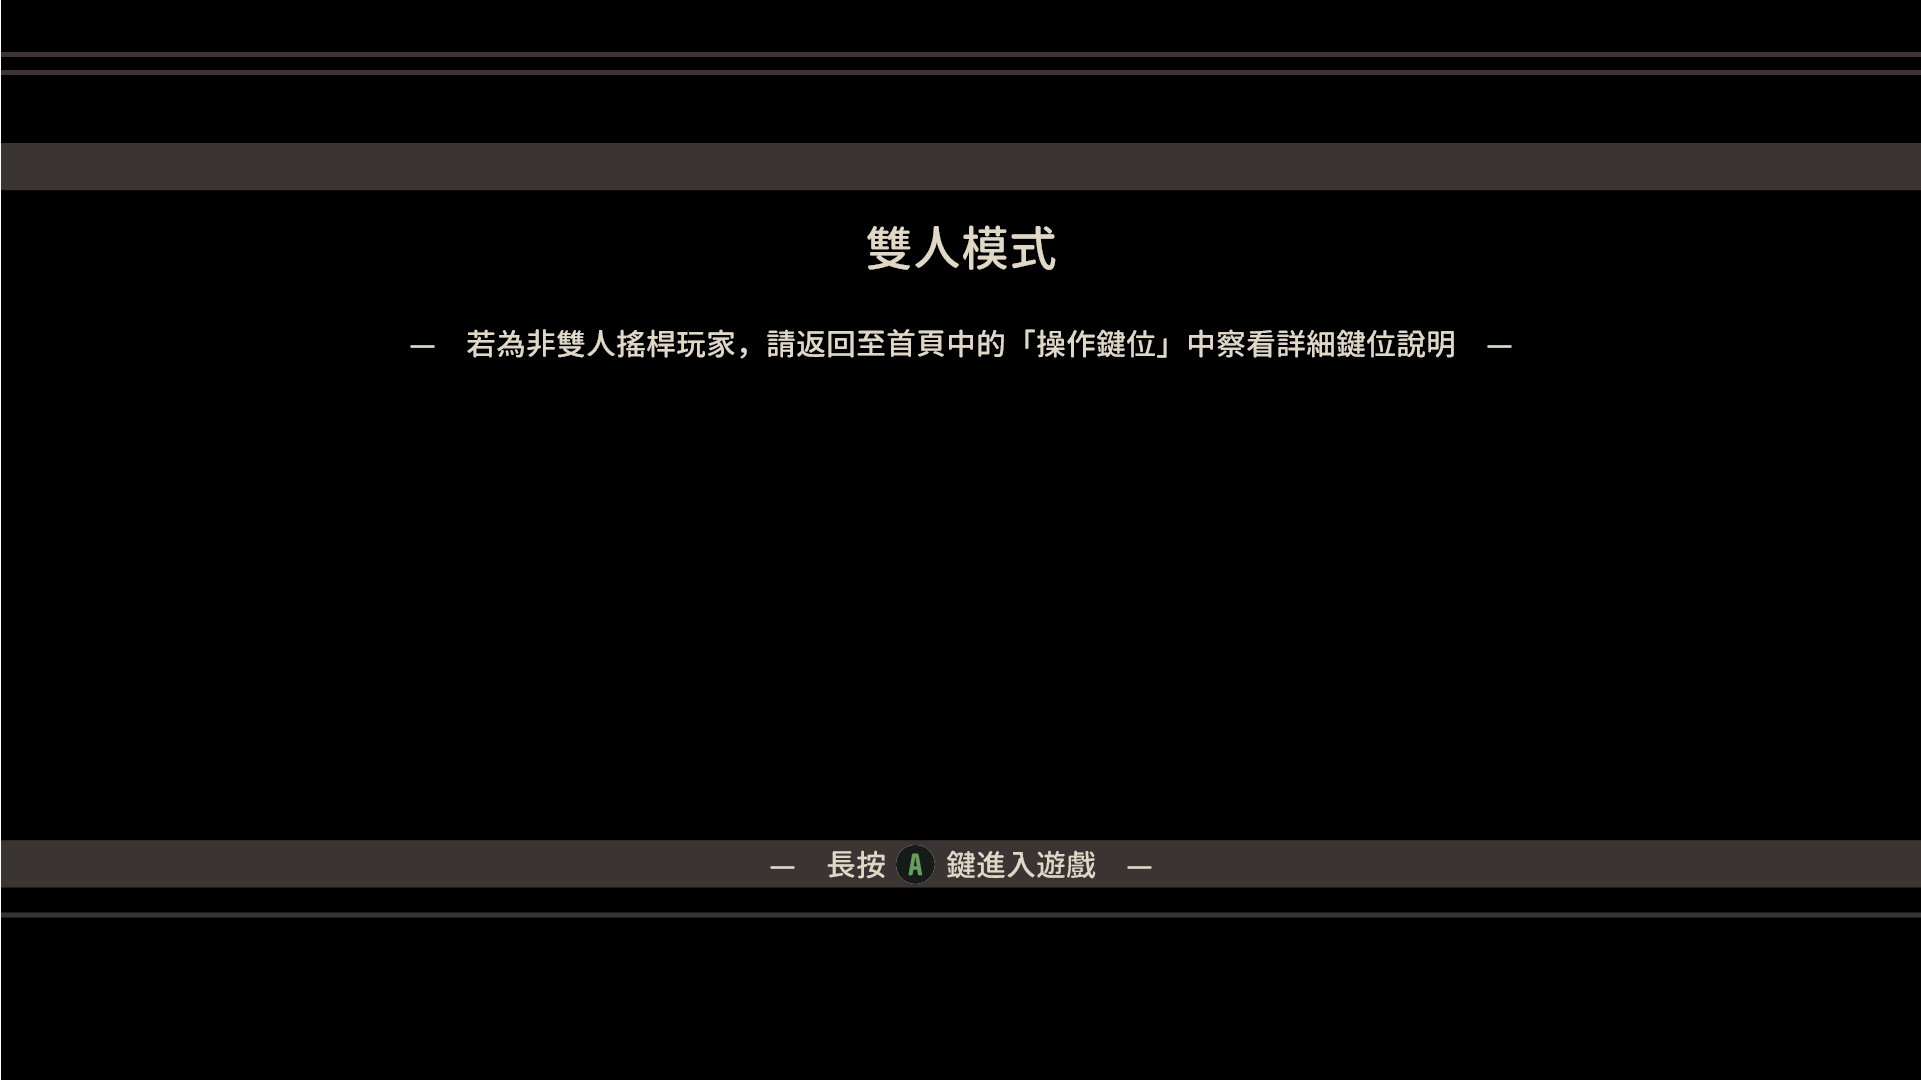 雙人模式
— 若為非雙人搖桿玩家，請返回至首頁中的「操作鍵位」中察看詳細鍵位說明 —
— 長按 A 鍵進入遊戲 —